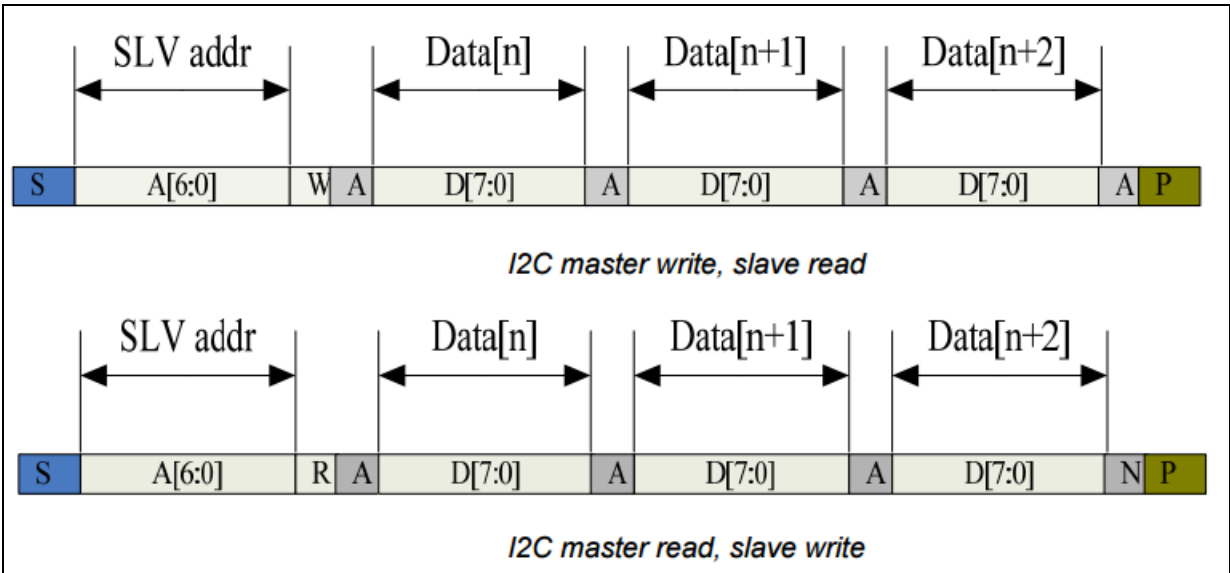 SLV addr Data[n] Data[n+1] Data[n+2]
S A[6:0] W A D[7:0] A D[7:0] A D[7:0] A P
I2C master write, slave read
SLV addr Data[n] Data[n+1] Data[n+2]
S A[6:0] R A D[7:0] A D[7:0] A D[7:0] N P
I2C master read, slave write